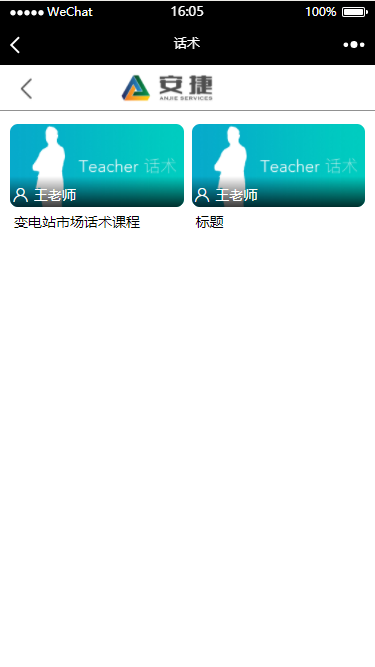 WeChat 16:05 100%
话术
安捷
ANJIE SERVICES
Teacher 话术
王老师
Teacher 话术
王老师
变电站市场话术课程
标题